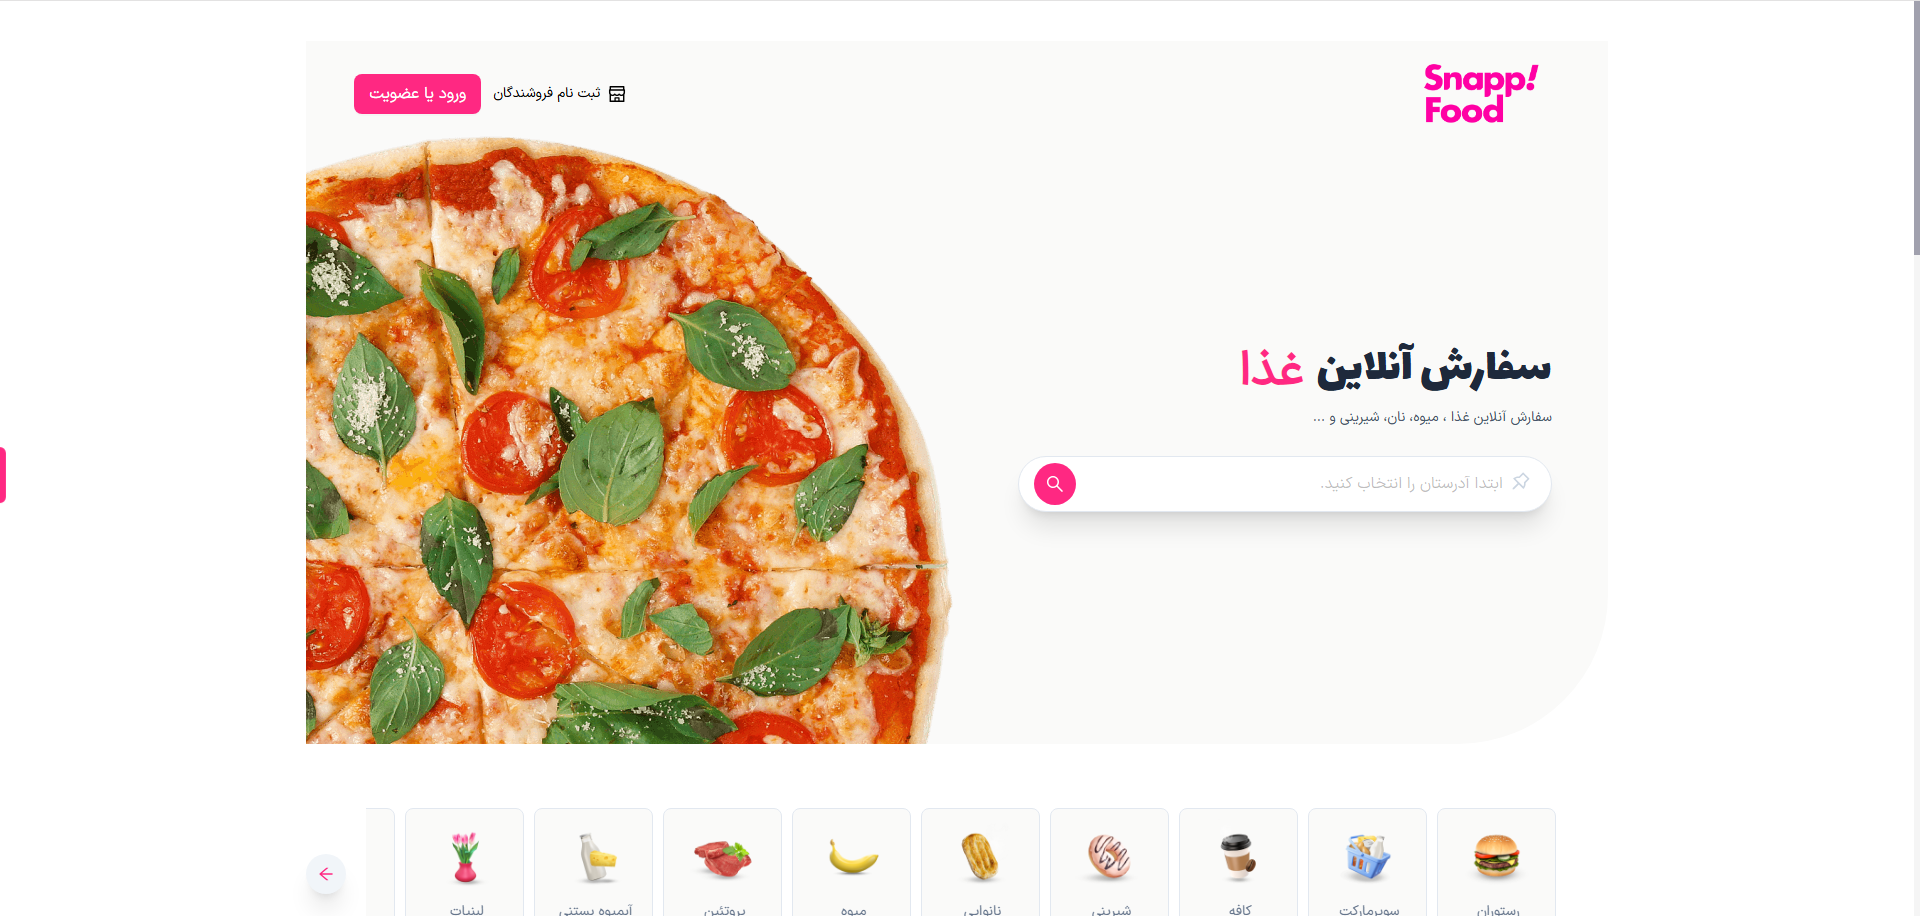 Snapp!
Food
ثبت نام فروشندگان
ورود یا عضویت
سفارش آنلاین غذا
سفارش آنلاین غذا ، میوه، نان، شیرینی و ...
ابتدا آدرستان را انتخاب کنید.
رستوران
سوپرمارکت
کافه
شیرینی
نانوایی
میوه
پروتئین
آبمیوه بستنی
لبنیات